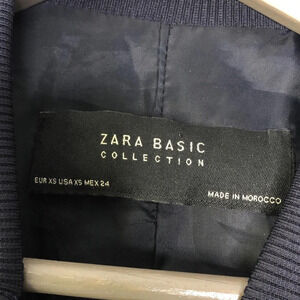 ZARA BASIC
COLLECTION
EUR XS USA XS MEX 24
MADE IN MOROCCO